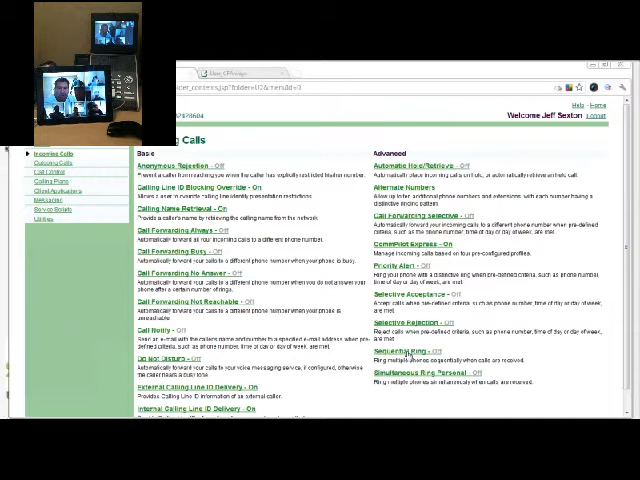 Help - Home
Welcome Jeff Sexton
Calls
Incoming Calls
Outgoing Calls
Call Control
Calling Plans
Client Applications
Messaging
Service Scripts
Utilities
Basic
Anonymous Rejection - Off
Prevent a caller from reaching you when the caller has explicitly restricted his/her number.
Calling Line ID Blocking Override - On
Allows a user to override calling line identity presentation restrictions
Calling Name Retrieval - On
Provides a caller's name by retrieving the calling name from the network
Call Forwarding Always - Off
Automatically forward all your incoming calls to a different phone number.
Call Forwarding Busy - Off
Automatically forward your calls to a different phone number when your phone is busy.
Call Forwarding No Answer - Off
Automatically forward your calls to a different phone number when you do not answer your
phone after a certain number of rings.
Call Forwarding Not Reachable - Off
Automatically forward your calls to a different phone number when your phone is
unreachable
Call Notify - Off
Send an e-mail with the caller's name and number to a specified e-mail address when pre-
defined criteria, such as phone number, time of day or day of week, are met.
Do Not Disturb - Off
Automatically forward your calls to your voice messaging service, if configured, otherwise
the caller hears a busy tone.
External Calling Line ID Delivery - On
Provides Calling Line ID information of an external caller.
Internal Calling Line ID Delivery - On
Advanced
Automatic Hold/Retrieve - Off
Automatically place incoming calls on hold, or automatically retrieve an held call.
Alternate Numbers
Allow up to ten additional phone numbers and extensions, with each number having a
distinctive ringing pattern
Call Forwarding Selective - Off
Automatically forward your calls to a different phone number when pre-defined
criteria, such as the phone number, time of day or day of week, are met
CommPilot Express - On
Manage incoming calls based on four pre-configured profiles.
Priority Alert - Off
Ring your phone with a distinctive ring when pre-defined criteria, such as phone number,
time of day or day of week, are met.
Selective Acceptance - Off
Accept calls when pre-defined criteria, such as phone number, time of day or day of week,
are met.
Selective Rejection - Off
Reject calls when pre-defined criteria, such as phone number, time of day or day of week,
are met.
Sequential Ring - Off
Ring multiple phones sequentially when calls are received.
Simultaneous Ring Personal - Off
Ring multiple phones simultaneously when calls are received.